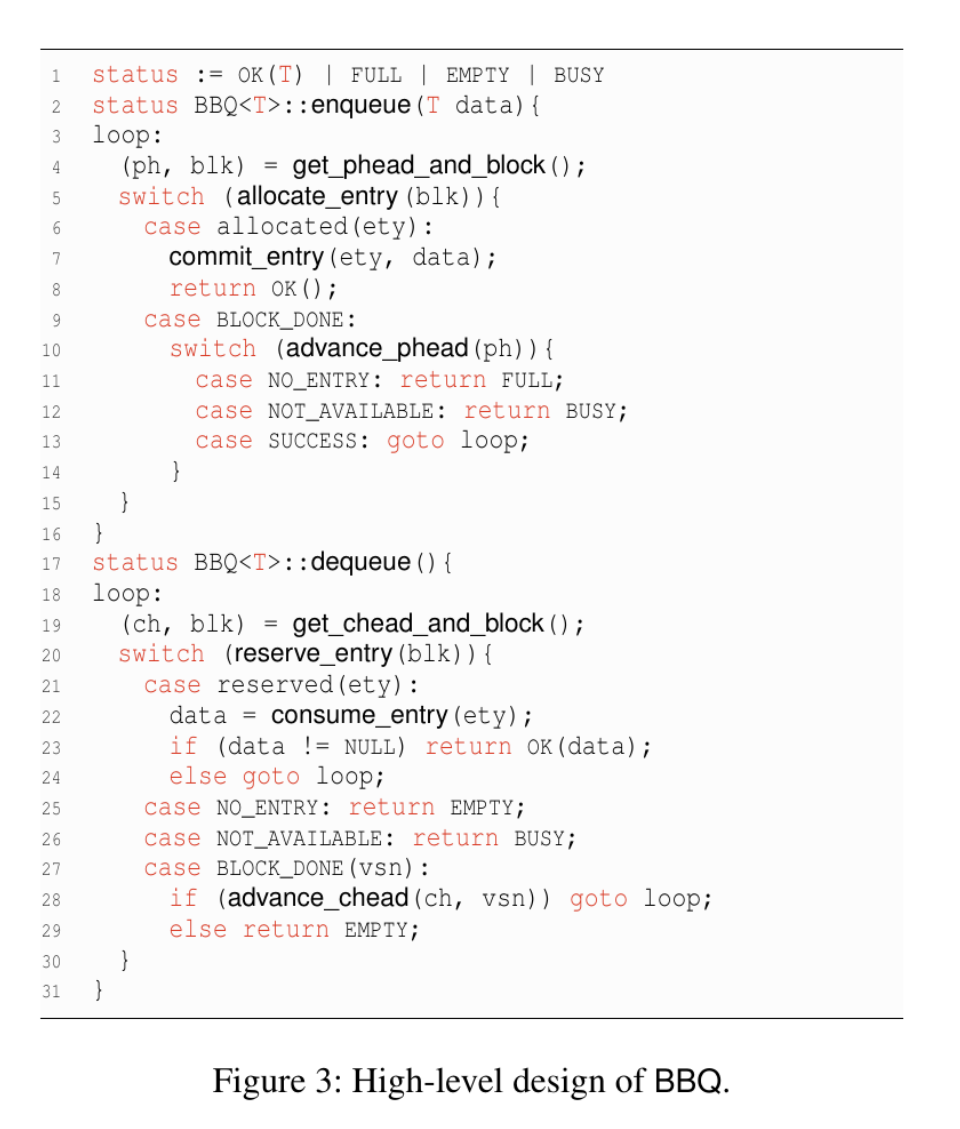 1 status := OK(T) | FULL | EMPTY | BUSY
2 status BBQ<T>::enqueue(T data){
3 loop:
4 (ph, blk) = get_phead_and_block();
5 switch (allocate_entry(blk)){
6 case allocated(ety):
7 commit_entry(ety, data);
8 return OK();
9 case BLOCK_DONE:
10 switch (advance_phead(ph)){
11 case NO_ENTRY: return FULL;
12 case NOT_AVAILABLE: return BUSY;
13 case SUCCESS: goto loop;
14 }
15 }
16 }
17 status BBQ<T>::dequeue(){
18 loop:
19 (ch, blk) = get_chead_and_block();
20 switch (reserve_entry(blk)){
21 case reserved(ety):
22 data = consume_entry(ety);
23 if (data != NULL) return OK(data);
24 else goto loop;
25 case NO_ENTRY: return EMPTY;
26 case NOT_AVAILABLE: return BUSY;
27 case BLOCK_DONE(vsn):
28 if (advance_chead(ch, vsn)) goto loop;
29 else return EMPTY;
30 }
31 }
Figure 3: High-level design of BBQ.